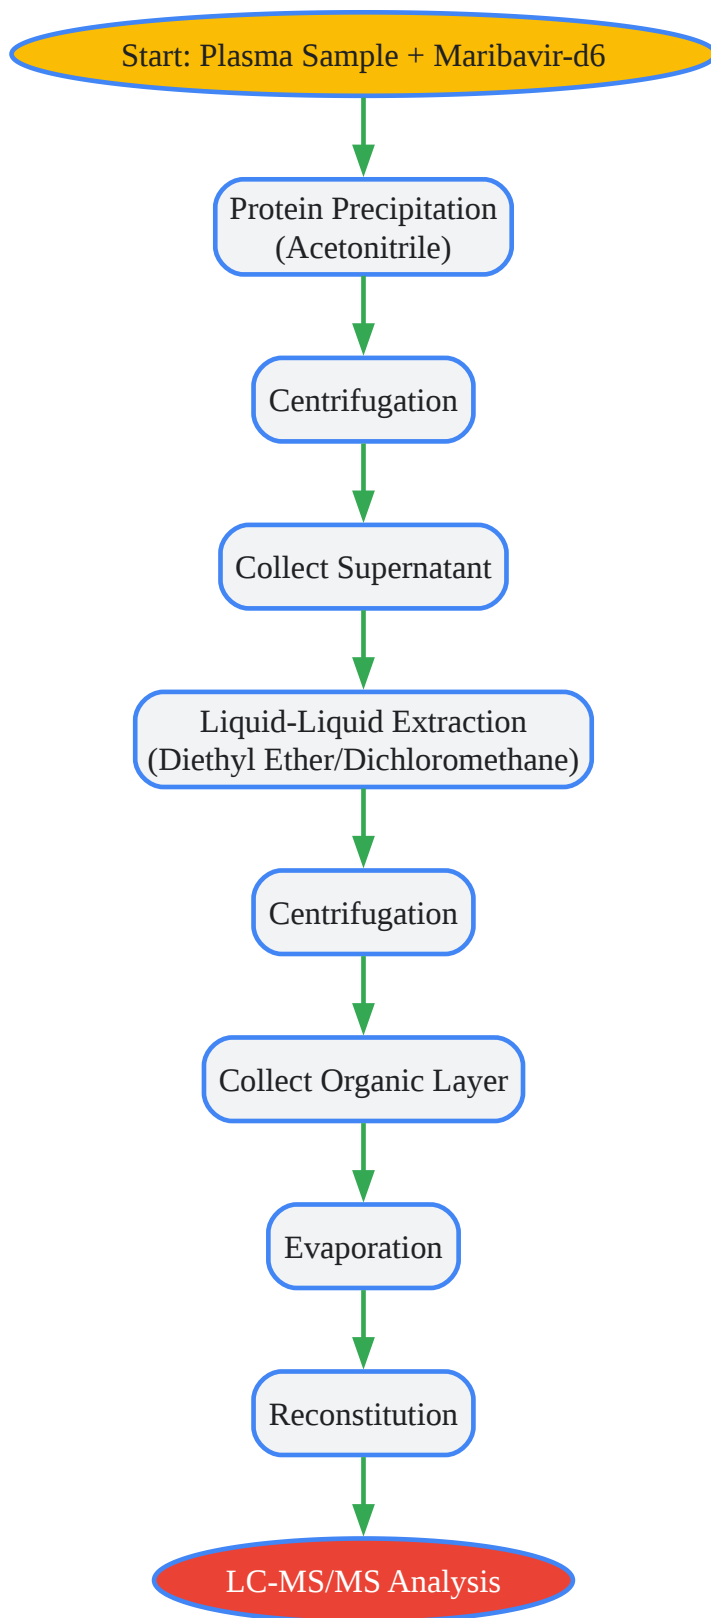 Start: Plasma Sample + Maribavir-d6
Protein Precipitation
(Acetonitrile)
Centrifugation
Collect Supernatant
Liquid-Liquid Extraction
(Diethyl Ether/Dichloromethane)
Centrifugation
Collect Organic Layer
Evaporation
Reconstitution
LC-MS/MS Analysis